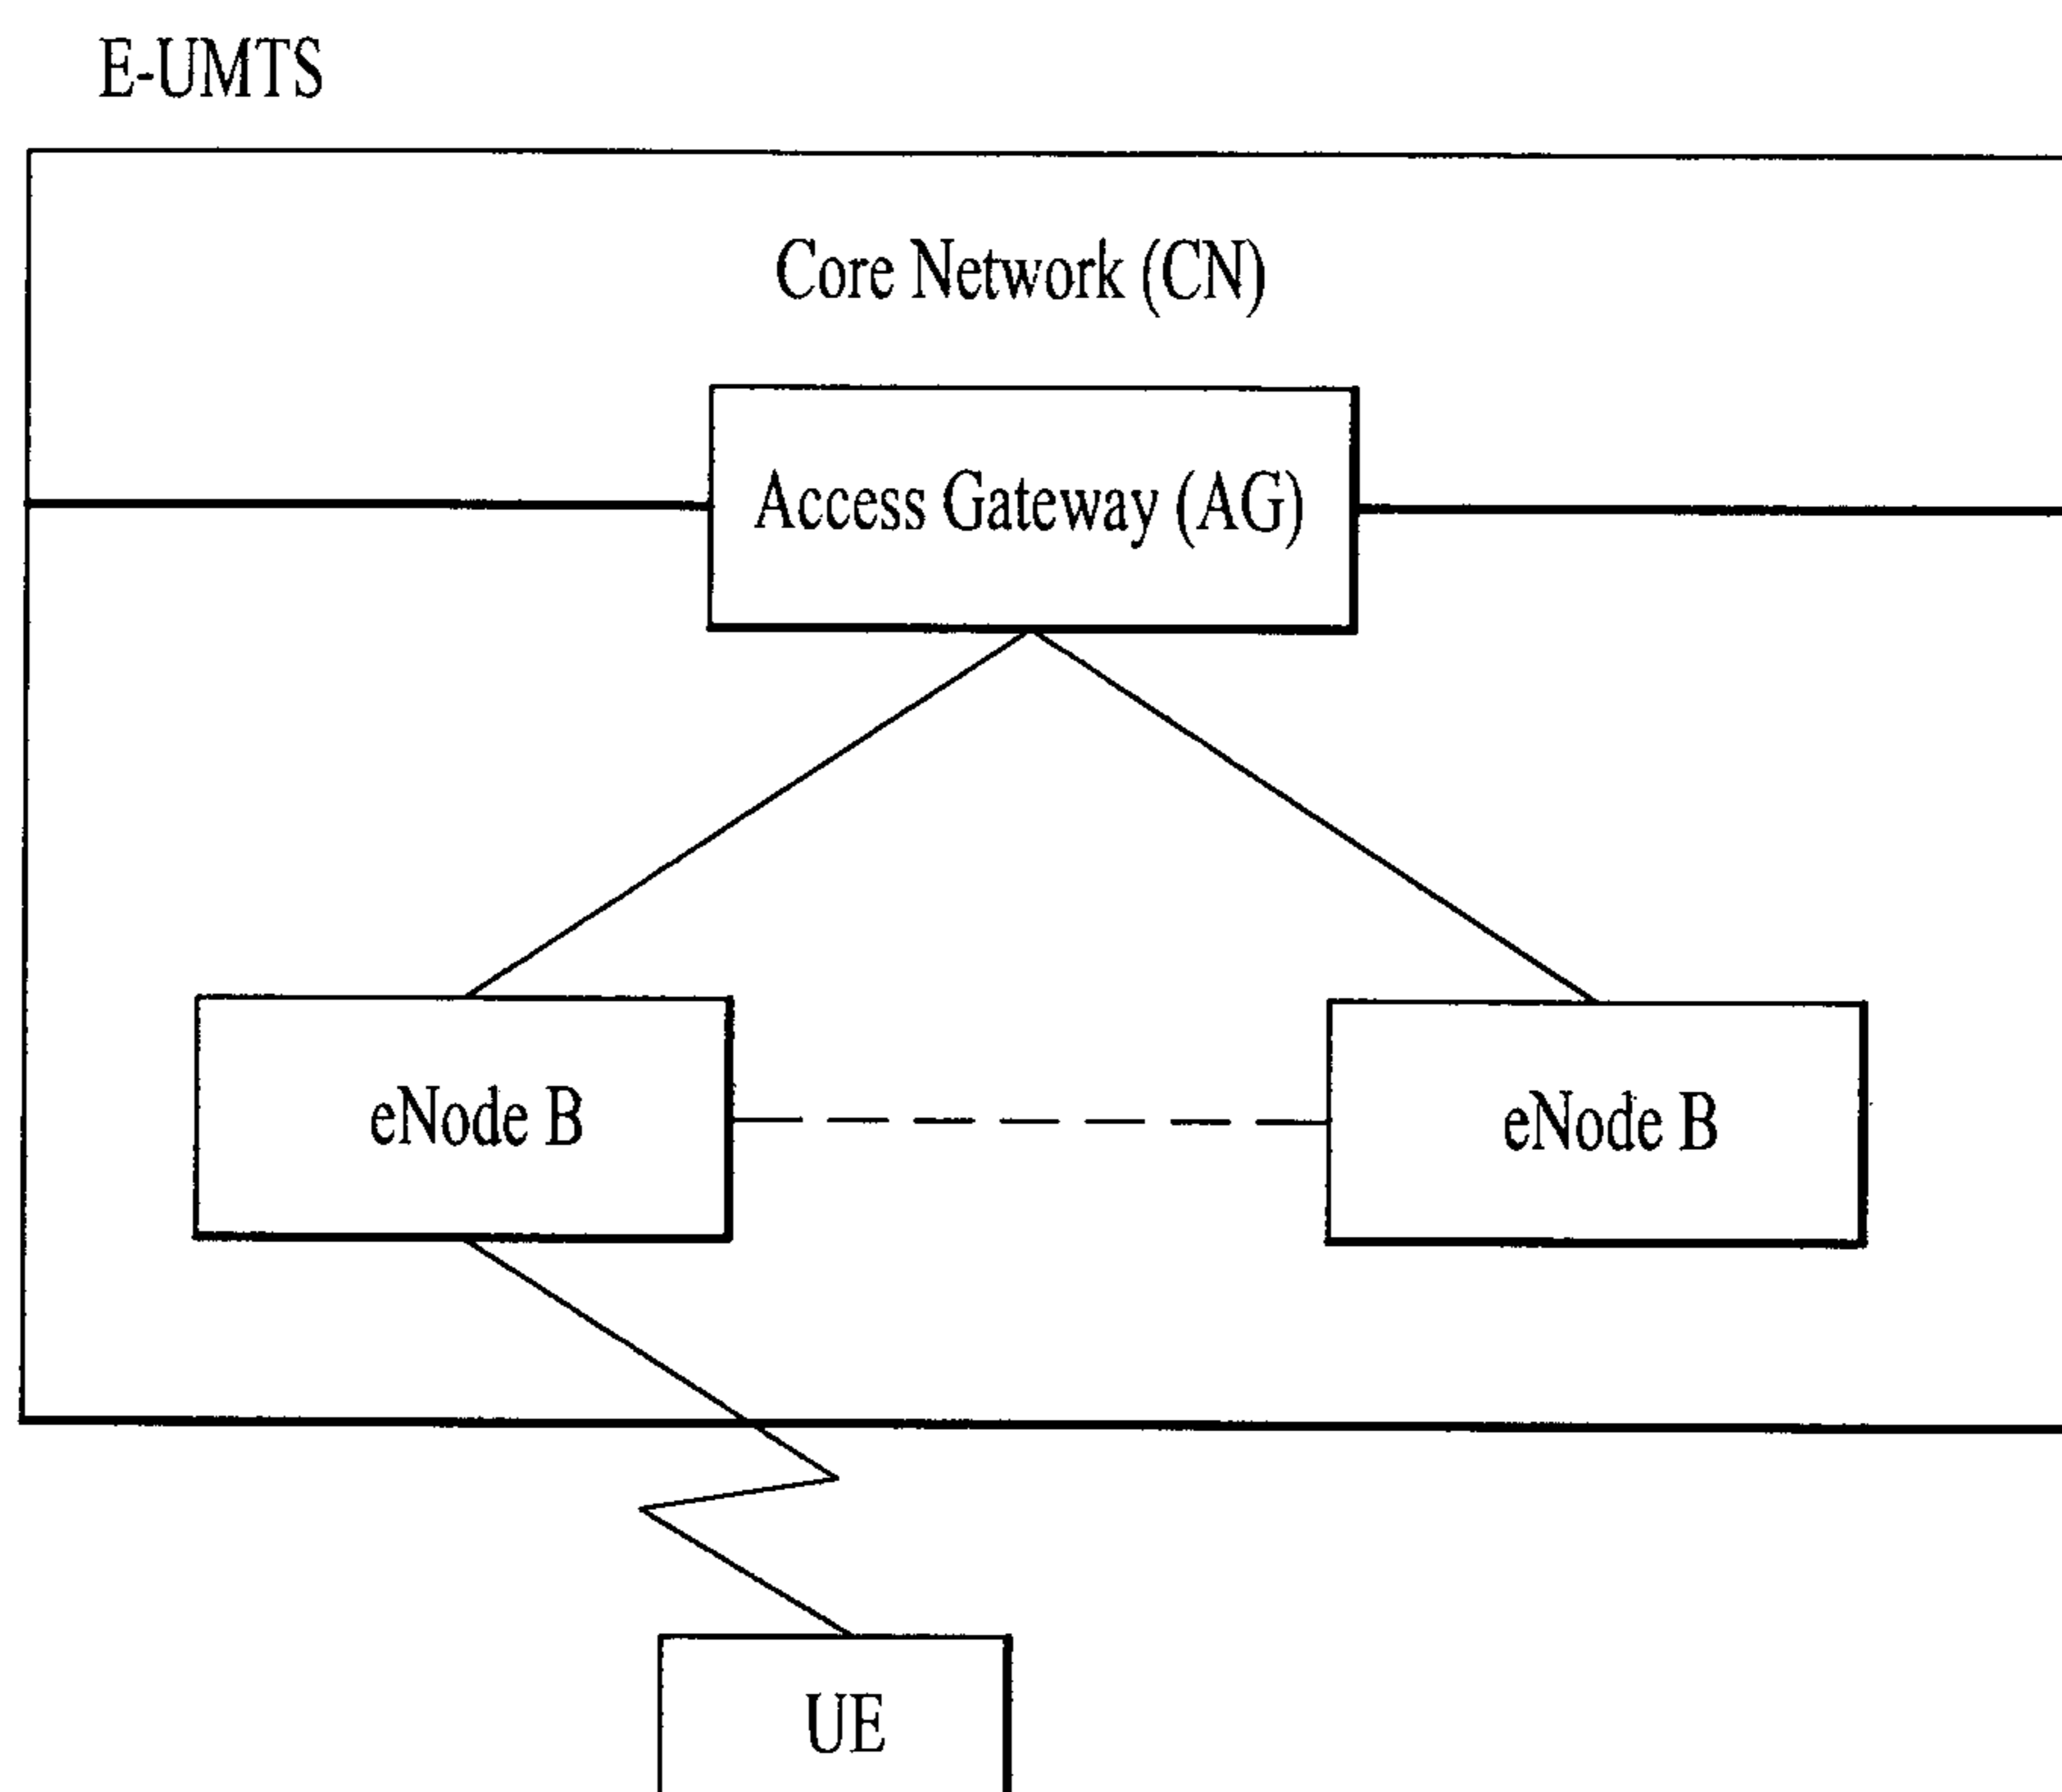 E-UMTS
Core Network (CN)
Access Gateway (AG)
eNode B
eNode B
UE